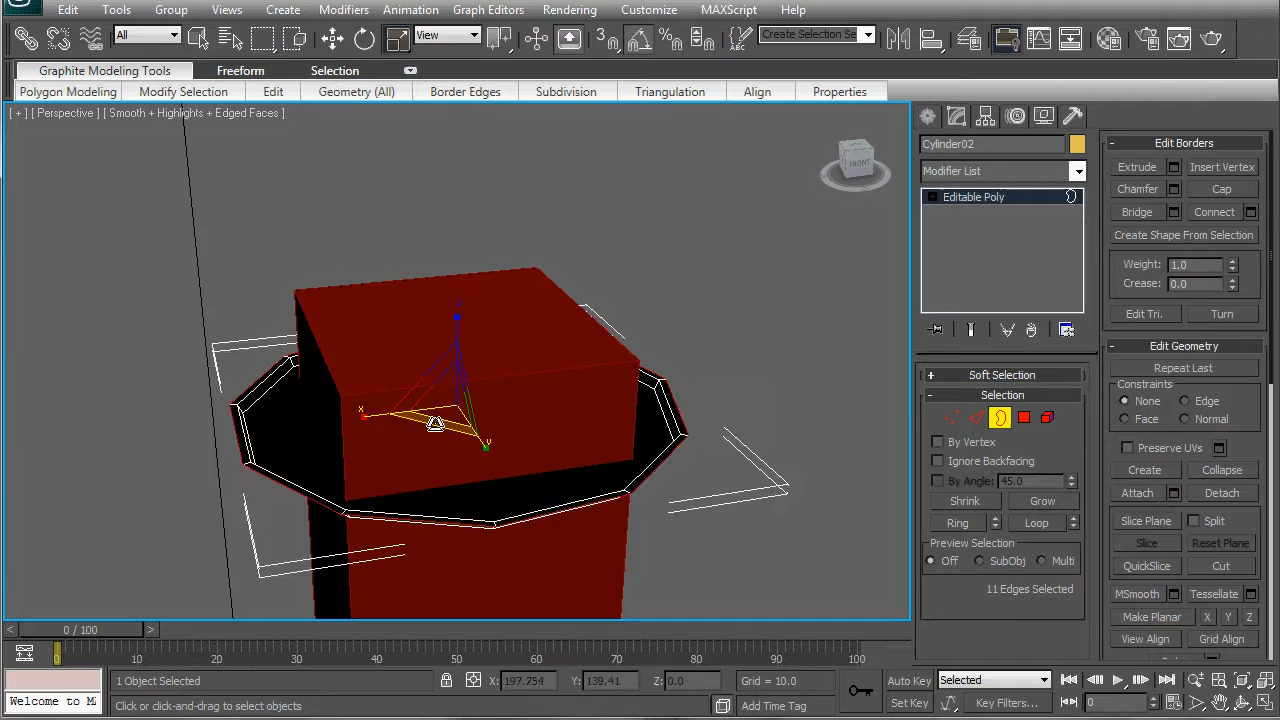 Edit Tools Group Views Create Modifiers Animation Graph Editors Rendering Customize MAXScript Help
All View Create Selection Se
Graphite Modeling Tools Freeform Selection
Polygon Modeling Modify Selection Edit Geometry (All) Border Edges Subdivision Triangulation Align Properties
[ + ] [ Perspective ] [ Smooth + Highlights + Edged Faces ]
FRONT
x
y
Cylinder02
Modifier List
Editable Poly
+ Soft Selection
- Selection
By Vertex
Ignore Backfacing
By Angle: 45.0
Shrink Grow
Ring Loop
Preview Selection
Off SubObj Multi
11 Edges Selected
- Edit Borders
Extrude Insert Vertex
Chamfer Cap
Bridge Connect
Create Shape From Selection
Weight: 1.0
Crease: 0.0
Edit Tri. Turn
- Edit Geometry
Repeat Last
Constraints
None Edge
Face Normal
Preserve UVs
Create Collapse
Attach Detach
Slice Plane Split
Slice Reset Plane
QuickSlice Cut
MSmooth Tessellate
Make Planar X Y Z
View Align Grid Align
< 0 / 100 >
0 10 20 30 40 50 60 70 80 90 100
1 Object Selected X: 197.754 Y: 139.41 Z: 0.0 Grid = 10.0 Auto Key Selected
Welcome to M Click or click-and-drag to select objects Add Time Tag Set Key Key Filters... 0